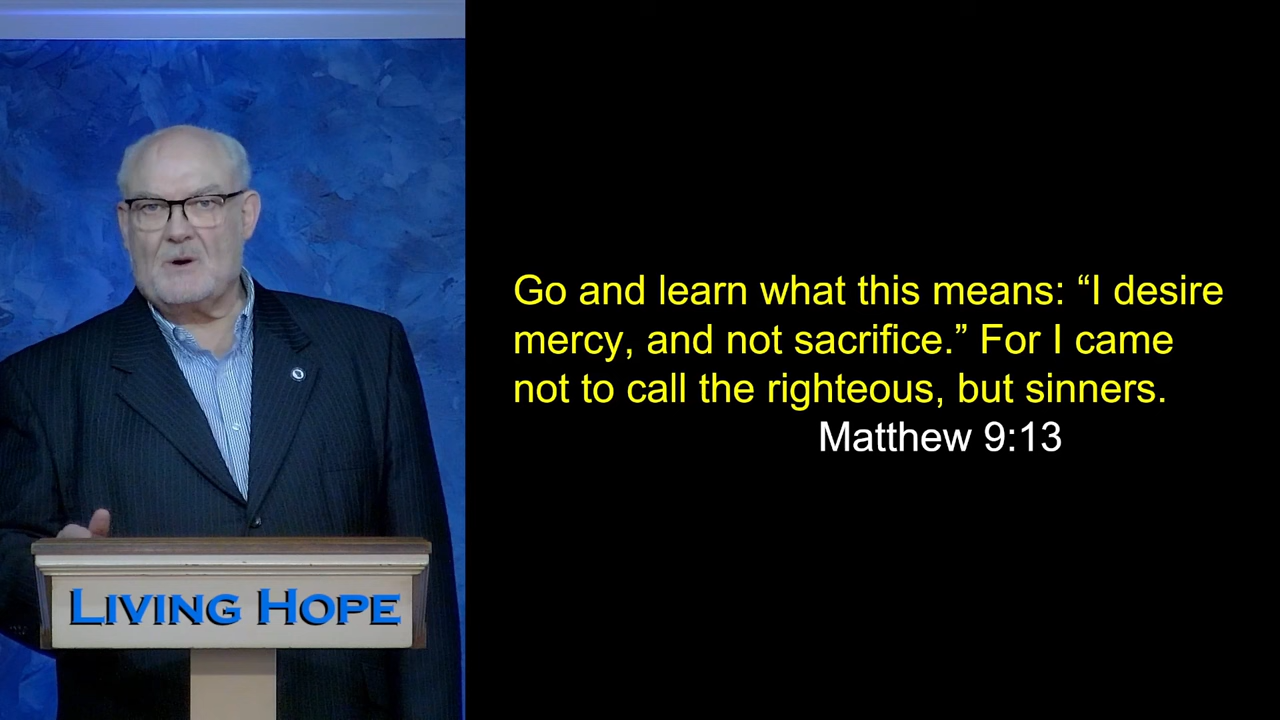 Go and learn what this means: “I desire
mercy, and not sacrifice.” For I came
not to call the righteous, but sinners.
Matthew 9:13
LIVING HOPE